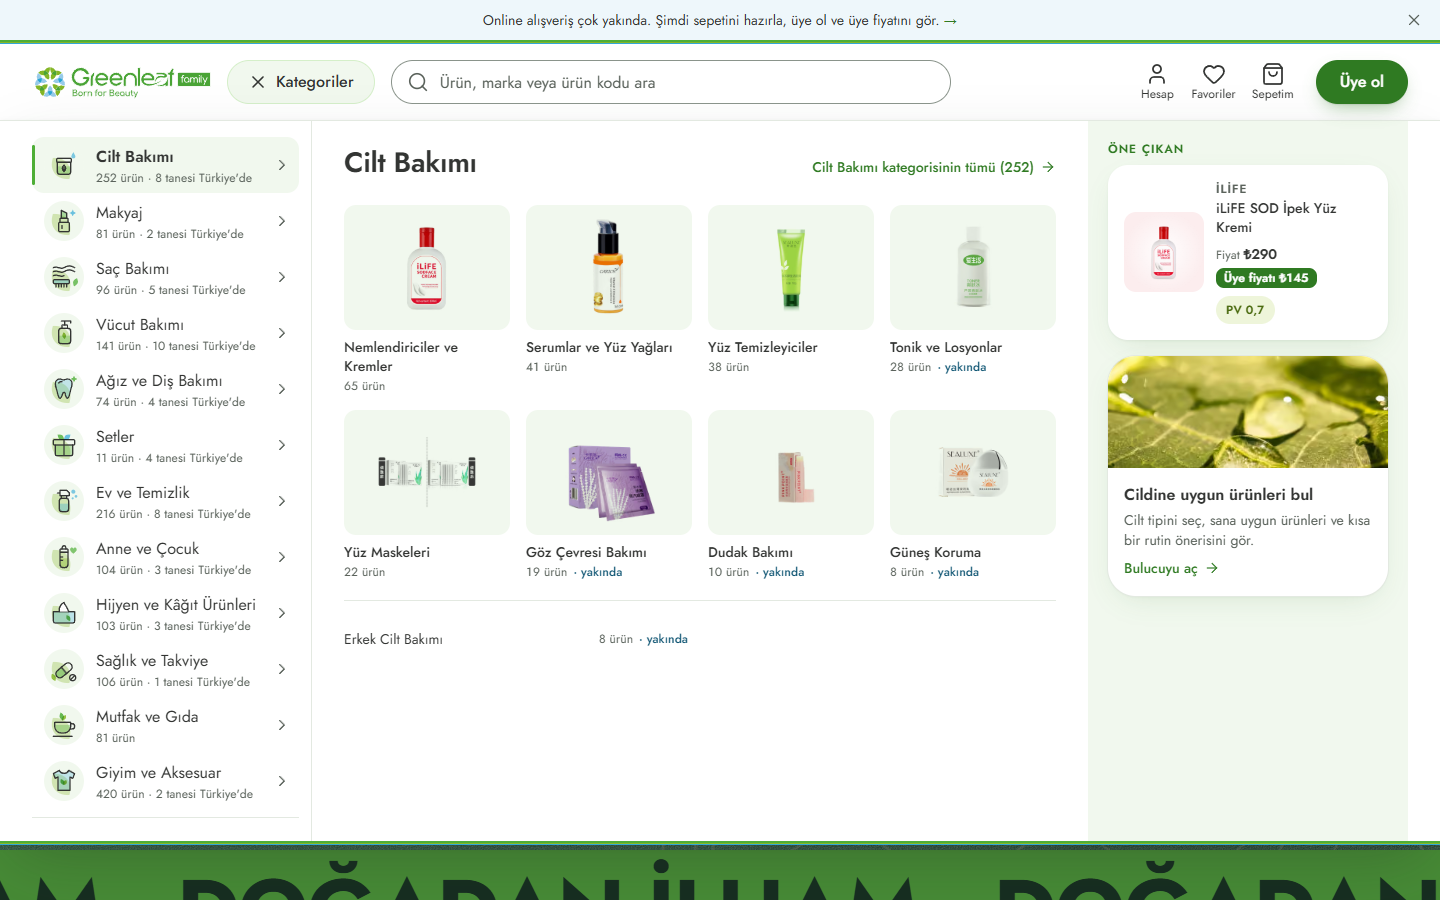 Online alışveriş çok yakında. Şimdi sepetini hazırla, üye ol ve üye fiyatını gör. →
Greenleaf family
Born for Beauty
Kategoriler
Ürün, marka veya ürün kodu ara
Hesap
Favoriler
Sepetim
Üye ol
Cilt Bakımı
252 ürün · 8 tanesi Türkiye'de
Makyaj
81 ürün · 2 tanesi Türkiye'de
Saç Bakımı
96 ürün · 5 tanesi Türkiye'de
Vücut Bakımı
141 ürün · 10 tanesi Türkiye'de
Ağız ve Diş Bakımı
74 ürün · 4 tanesi Türkiye'de
Setler
11 ürün · 4 tanesi Türkiye'de
Ev ve Temizlik
216 ürün · 8 tanesi Türkiye'de
Anne ve Çocuk
104 ürün · 3 tanesi Türkiye'de
Hijyen ve Kâğıt Ürünleri
103 ürün · 3 tanesi Türkiye'de
Sağlık ve Takviye
106 ürün · 1 tanesi Türkiye'de
Mutfak ve Gıda
81 ürün
Giyim ve Aksesuar
420 ürün · 2 tanesi Türkiye'de
Cilt Bakımı
Cilt Bakımı kategorisinin tümü (252) →
iLiFE
SOD FACE
CREAM
Nemlendiriciler ve
Kremler
65 ürün
Serumlar ve Yüz Yağları
41 ürün
Yüz Temizleyiciler
38 ürün
Tonik ve Losyonlar
28 ürün · yakında
Yüz Maskeleri
22 ürün
Göz Çevresi Bakımı
19 ürün · yakında
Dudak Bakımı
10 ürün · yakında
SEALUXE
Güneş Koruma
8 ürün · yakında
Erkek Cilt Bakımı
8 ürün · yakında
ÖNE ÇIKAN
iLiFE
İLİFE
iLiFE SOD İpek Yüz
Kremi
Fiyat ₺290
Üye fiyatı ₺145
PV 0,7
Cildine uygun ürünleri bul
Cilt tipini seç, sana uygun ürünleri ve kısa
bir rutin önerisini gör.
Bulucuyu aç →
DOĞADAN İLHAM